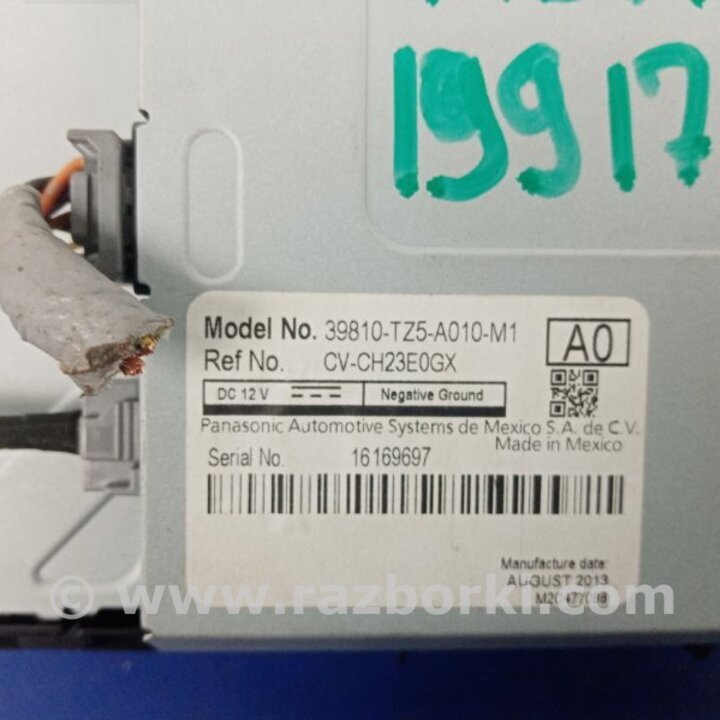 19917
Model No. 39810-TZ5-A010-M1
A0
Ref No. CV-CH23E0GX
DC 12 V Negative Ground
Panasonic Automotive Systems de Mexico S.A. de C.V.
Made in Mexico
Serial No. 16169697
Manufacture date:
AUGUST 2013
© www.razborki.com